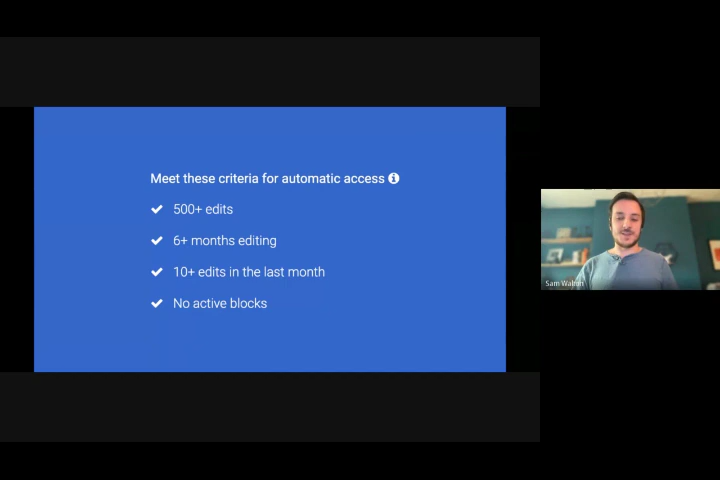 Meet these criteria for automatic access
500+ edits
6+ months editing
10+ edits in the last month
No active blocks
Sam Walton